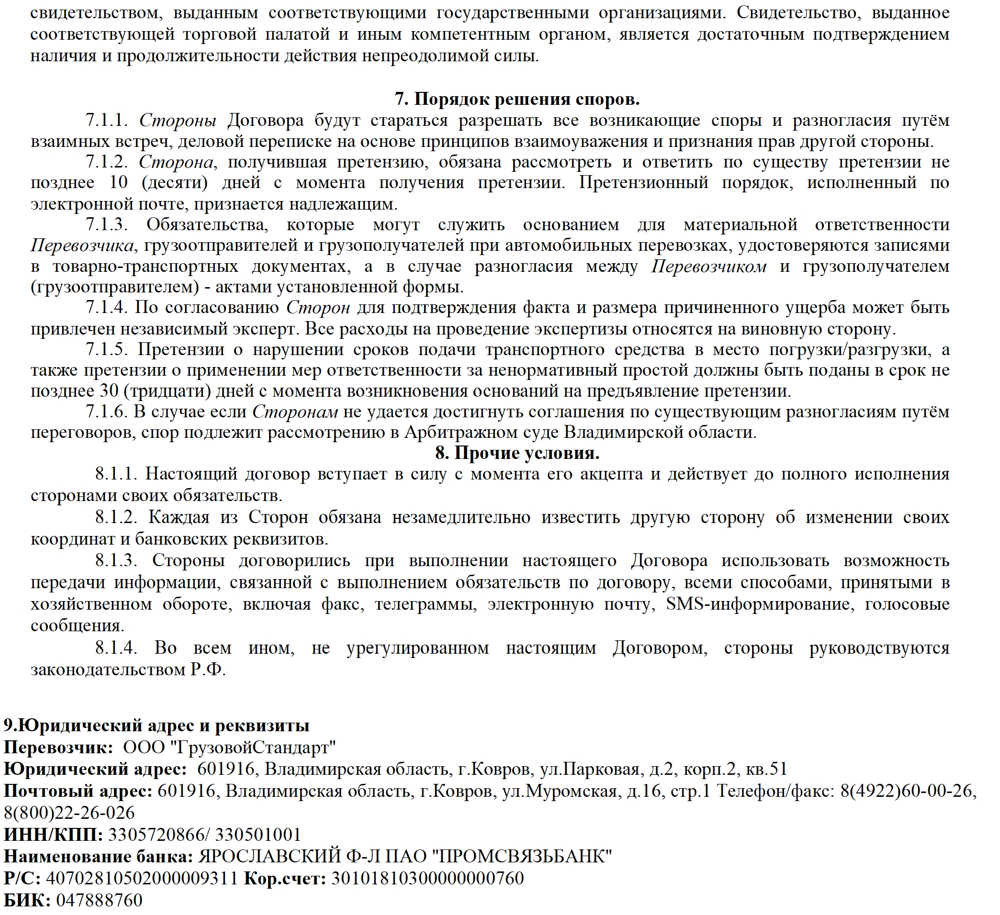 свидетельством, выданным соответствующими государственными организациями. Свидетельство, выданное
соответствующей торговой палатой и иным компетентным органом, является достаточным подтверждением
наличия и продолжительности действия непреодолимой силы.
7. Порядок решения споров.
7.1.1. Стороны Договора будут стараться разрешать все возникающие споры и разногласия путём
взаимных встреч, деловой переписке на основе принципов взаимоуважения и признания прав другой стороны.
7.1.2. Сторона, получившая претензию, обязана рассмотреть и ответить по существу претензии не
позднее 10 (десяти) дней с момента получения претензии. Претензионный порядок, исполненный по
электронной почте, признается надлежащим.
7.1.3. Обязательства, которые могут служить основанием для материальной ответственности
Перевозчика, грузоотправителей и грузополучателей при автомобильных перевозках, удостоверяются записями
в товарно-транспортных документах, а в случае разногласия между Перевозчиком и грузополучателем
(грузоотправителем) - актами установленной формы.
7.1.4. По согласованию Сторон для подтверждения факта и размера причиненного ущерба может быть
привлечен независимый эксперт. Все расходы на проведение экспертизы относятся на виновную сторону.
7.1.5. Претензии о нарушении сроков подачи транспортного средства в место погрузки/разгрузки, а
также претензии о применении мер ответственности за ненормативный простой должны быть поданы в срок не
позднее 30 (тридцати) дней с момента возникновения оснований на предъявление претензии.
7.1.6. В случае если Сторонам не удается достигнуть соглашения по существующим разногласиям путём
переговоров, спор подлежит рассмотрению в Арбитражном суде Владимирской области.
8. Прочие условия.
8.1.1. Настоящий договор вступает в силу с момента его акцепта и действует до полного исполнения
сторонами своих обязательств.
8.1.2. Каждая из Сторон обязана незамедлительно известить другую сторону об изменении своих
координат и банковских реквизитов.
8.1.3. Стороны договорились при выполнении настоящего Договора использовать возможность
передачи информации, связанной с выполнением обязательств по договору, всеми способами, принятыми в
хозяйственном обороте, включая факс, телеграммы, электронную почту, SMS-информирование, голосовые
сообщения.
8.1.4. Во всем ином, не урегулированном настоящим Договором, стороны руководствуются
законодательством Р.Ф.
9.Юридический адрес и реквизиты
Перевозчик: ООО "ГрузовойСтандарт"
Юридический адрес: 601916, Владимирская область, г.Ковров, ул.Парковая, д.2, корп.2, кв.51
Почтовый адрес: 601916, Владимирская область, г.Ковров, ул.Муромская, д.16, стр.1 Телефон/факс: 8(4922)60-00-26,
8(800)22-26-026
ИНН/КПП: 3305720866/ 330501001
Наименование банка: ЯРОСЛАВСКИЙ Ф-Л ПАО "ПРОМСВЯЗЬБАНК"
Р/С: 40702810502000009311 Кор.счет: 30101810300000000760
БИК: 047888760